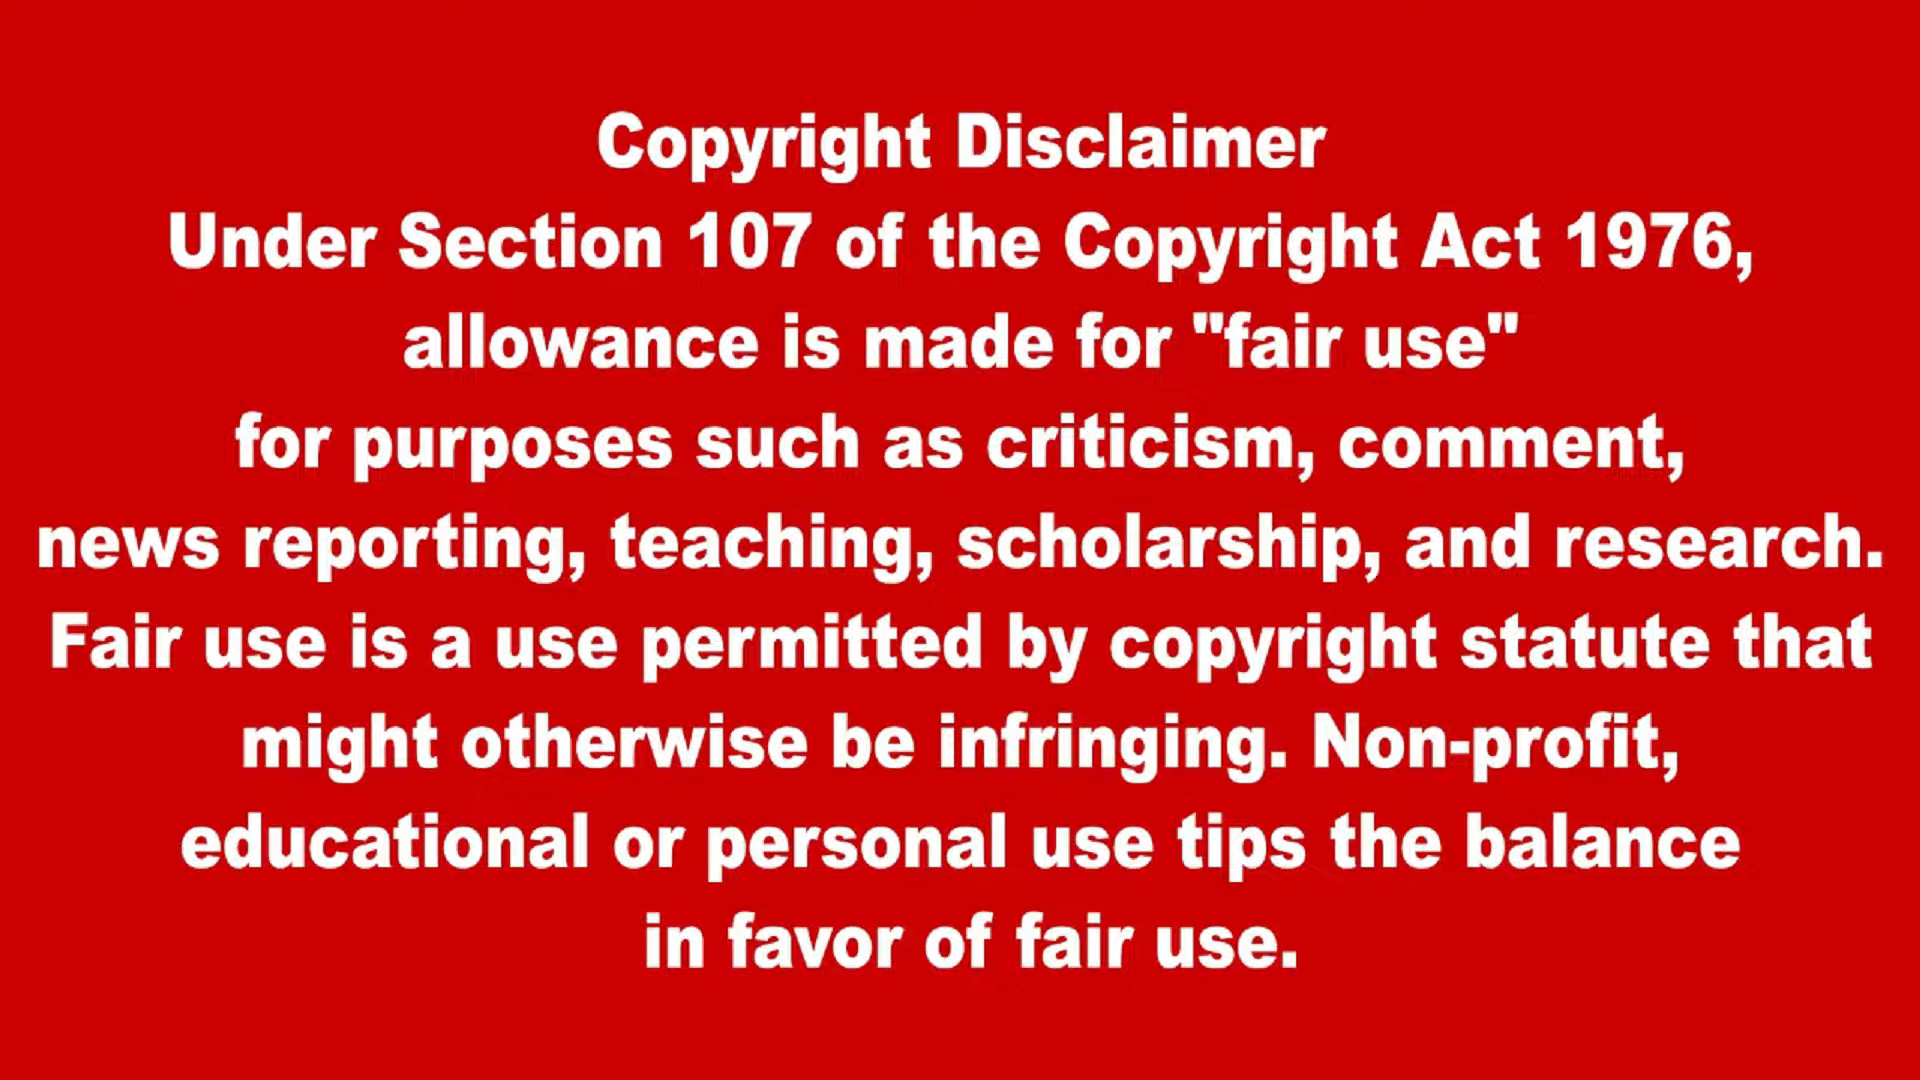 Copyright Disclaimer
Under Section 107 of the Copyright Act 1976,
allowance is made for "fair use"
for purposes such as criticism, comment,
news reporting, teaching, scholarship, and research.
Fair use is a use permitted by copyright statute that
might otherwise be infringing. Non-profit,
educational or personal use tips the balance
in favor of fair use.